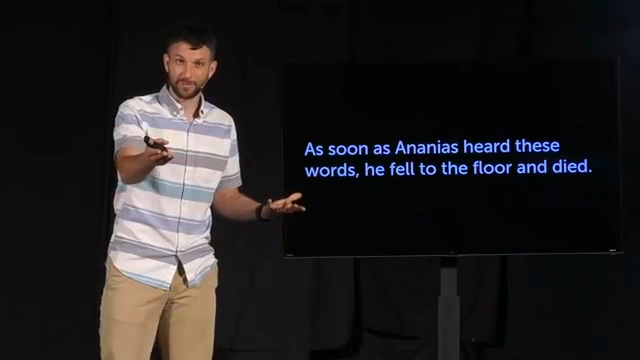 As soon as Ananias heard these
words, he fell to the floor and died.